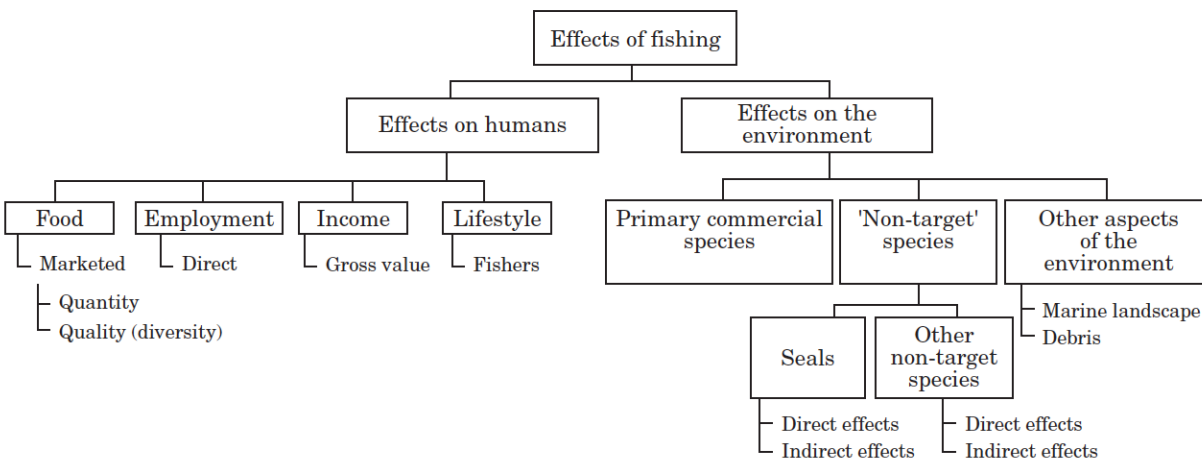 Effects of fishing
Effects on humans
Effects on the
environment
Food
Employment
Income
Lifestyle
Primary commercial
species
'Non-target'
species
Other aspects
of the
environment
Marketed
Direct
Gross value
Fishers
Quantity
Quality (diversity)
Marine landscape
Debris
Seals
Other
non-target
species
Direct effects
Indirect effects
Direct effects
Indirect effects